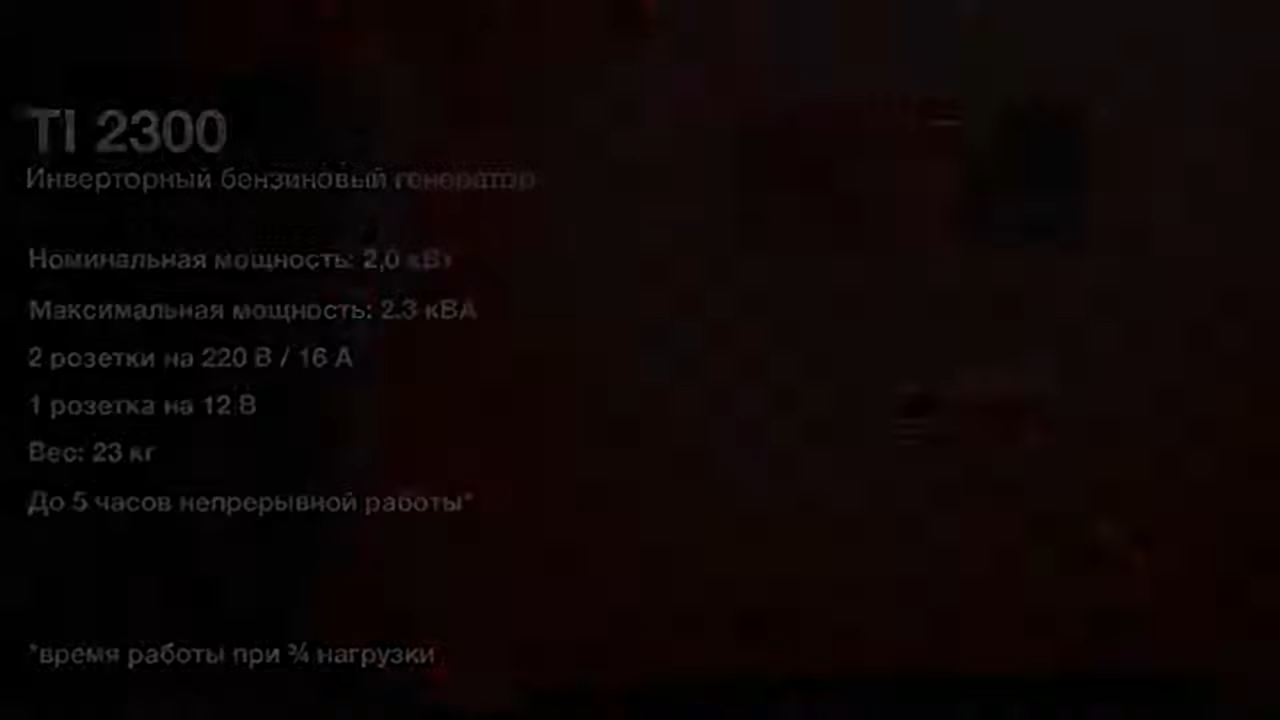 TI 2300
Инверторный бензиновый генератор
Номинальная мощность: 2,0 кВт
Максимальная мощность: 2.3 кВА
2 розетки на 220 В / 16 А
1 розетка на 12 В
Вес: 23 кг
До 5 часов непрерывной работы*
*время работы при ¾ нагрузки